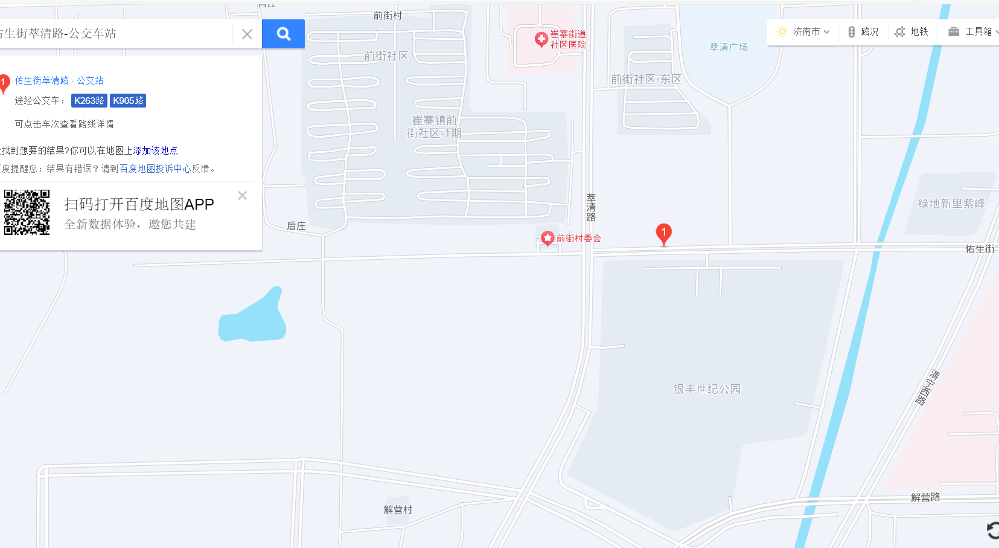 肖庄
前街村
生街萃清路-公交车站
济南市
路况
地铁
工具箱
崔寨街道
社区医院
萃清广场
前街社区
前街社区-东区
1
佑生街萃清路 - 公交站
途经公交车： K263路 K905路
可点击车次查看路线详情
找到想要的结果?你可以在地图上添加该地点
度提醒您：结果有错误？请到百度地图投诉中心反馈。
扫码打开百度地图APP
全新数据体验，邀您共建
崔寨镇前
街社区-1期
萃清路
绿地新里紫峰
后庄
前街村委会
1
佑生街
银丰世纪公园
清宁西路
解营村
解营路